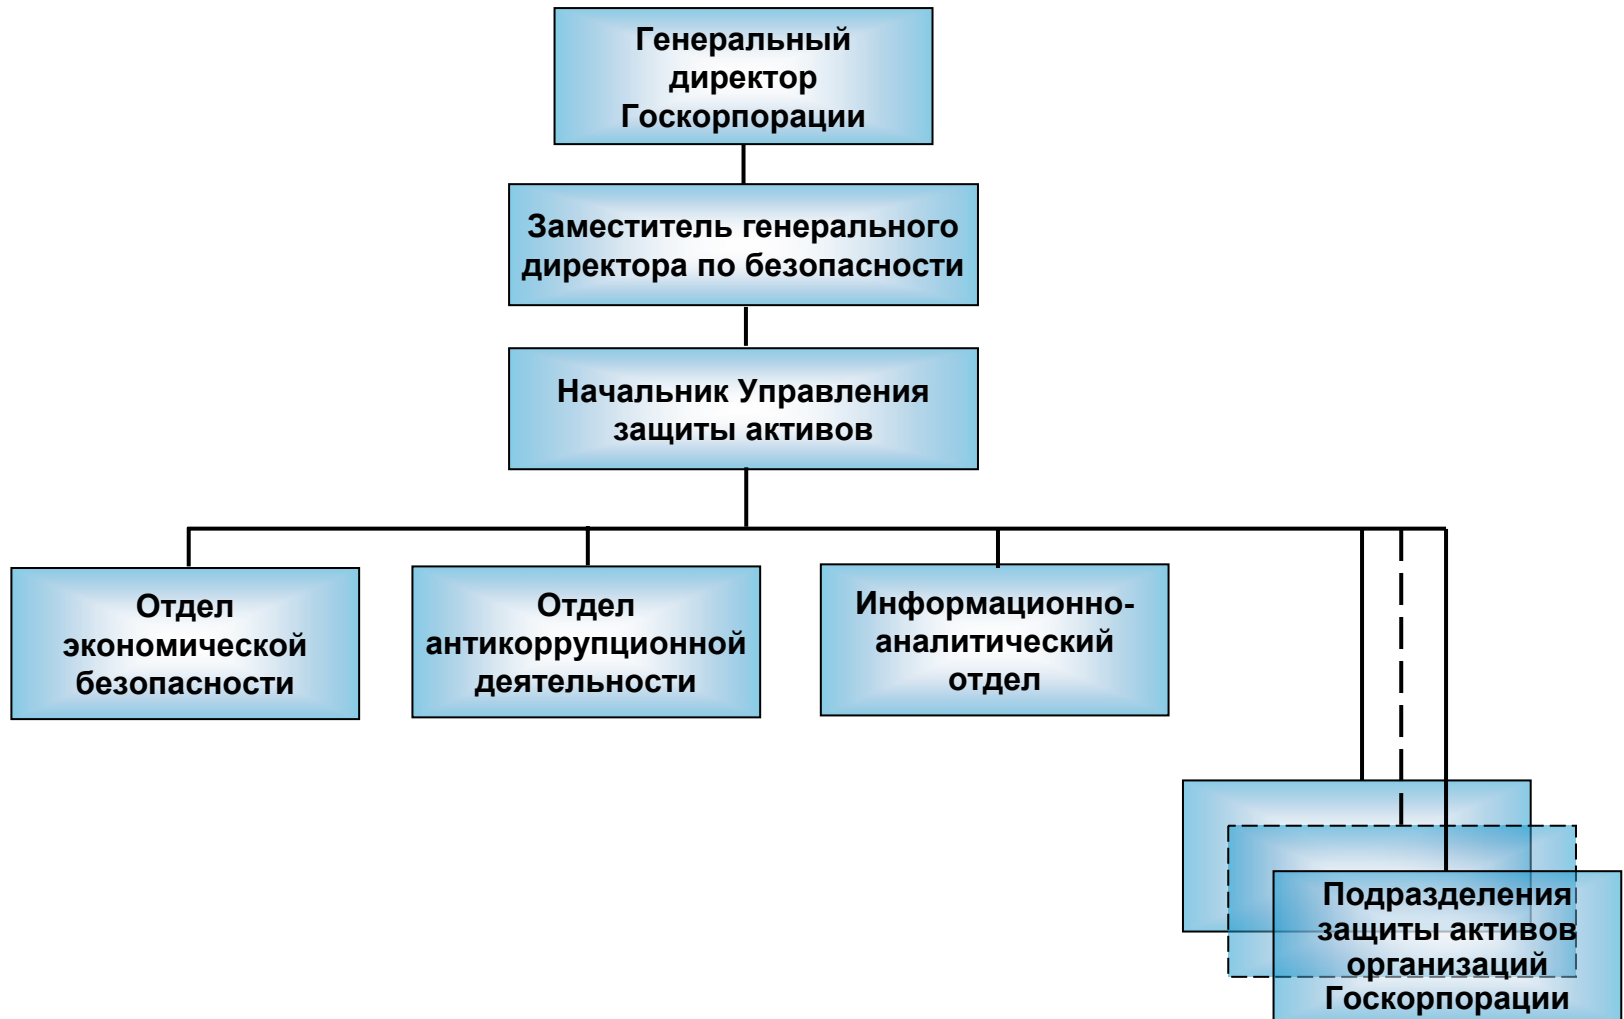 Генеральный
директор
Госкорпорации
Заместитель генерального
директора по безопасности
Начальник Управления
защиты активов
Отдел
экономической
безопасности
Отдел
антикоррупционной
деятельности
Информационно-
аналитический
отдел
Подразделения
защиты активов
организаций
Госкорпорации